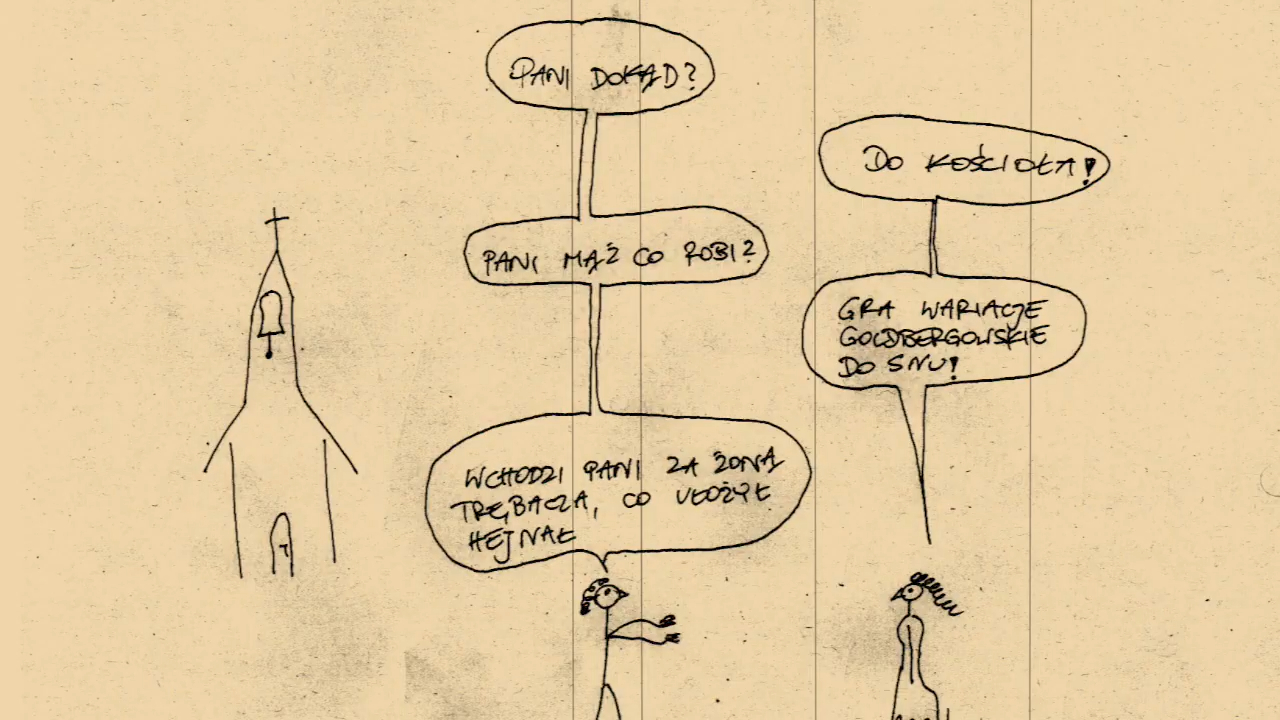 PANI DOKĄD?
DO KOŚCIOŁA!
PANI MĄŻ CO ROBI?
GRA WARIACJE
GOLDBERGOWSKIE
DO SNU!
WCHODZI PANI ZA ŻONĄ
TRĘBACZA, CO UŁOŻYŁ
HEJNAŁ